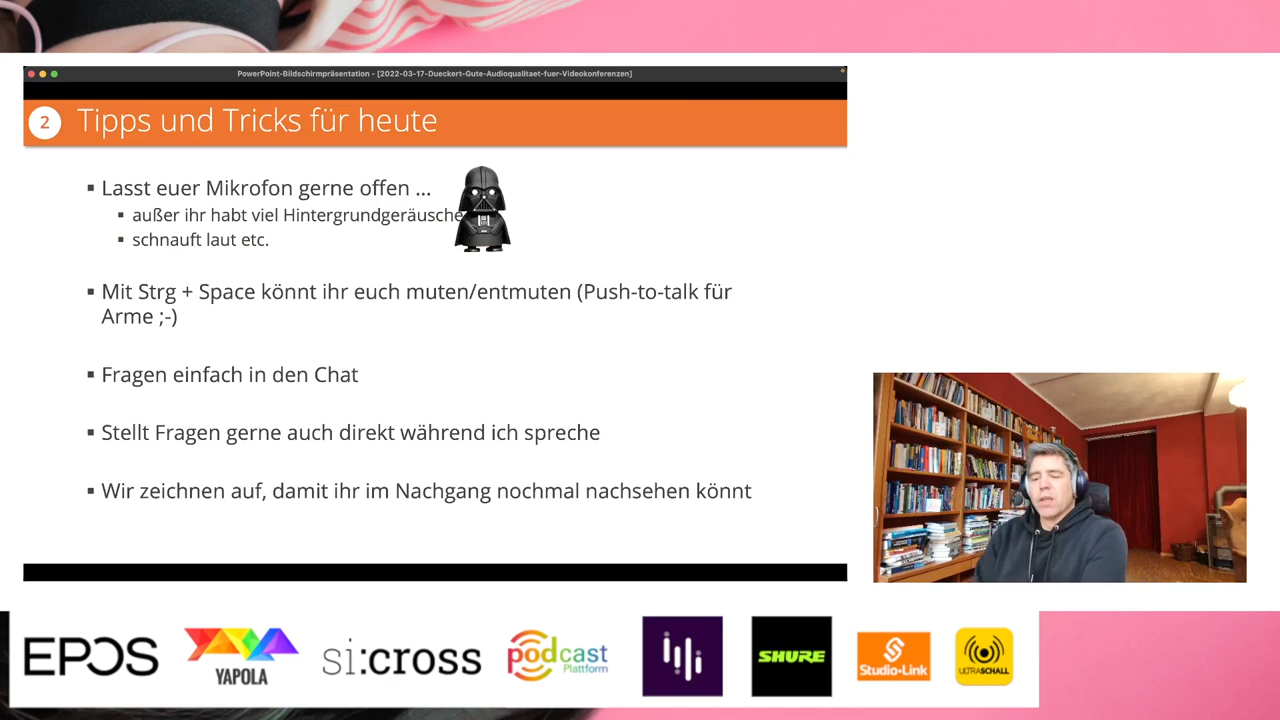 PowerPoint-Bildschirmpräsentation - [2022-03-17-Dueckert-Gute-Audioqualitaet-fuer-Videokonferenzen]
2 Tipps und Tricks für heute
Lasst euer Mikrofon gerne offen ...
außer ihr habt viel Hintergrundgeräusche
schnauft laut etc.
Mit Strg + Space könnt ihr euch muten/entmuten (Push-to-talk für
Arme ;-)
Fragen einfach in den Chat
Stellt Fragen gerne auch direkt während ich spreche
Wir zeichnen auf, damit ihr im Nachgang nochmal nachsehen könnt
EPOS
YAPOLA
si:cross
podcast
Plattform
SHURE
Studio-Link
ULTRASCHALL